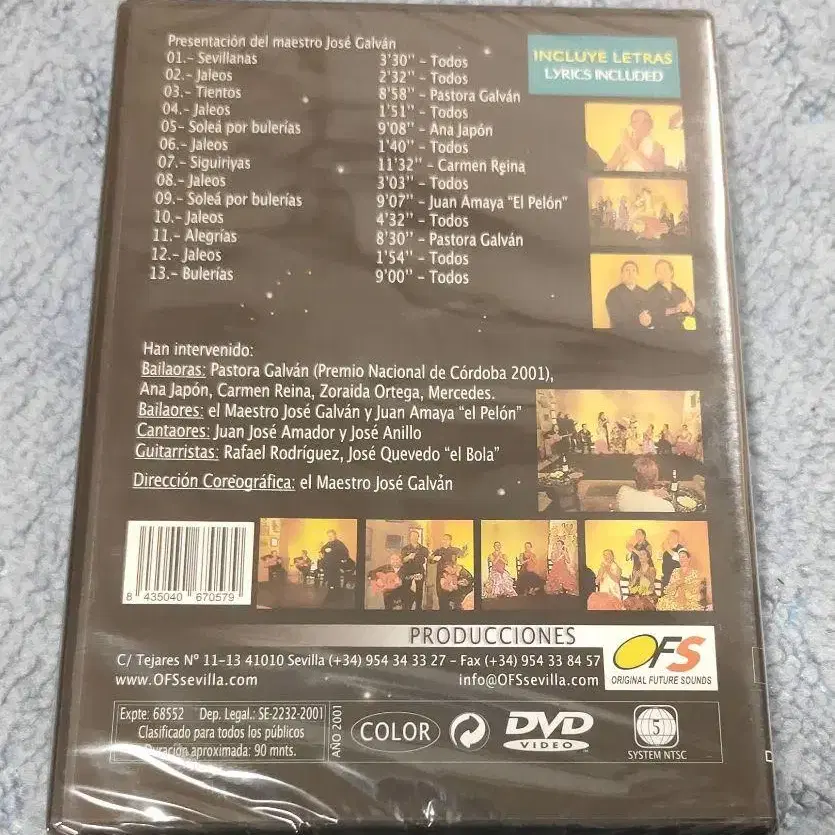 Presentación del maestro José Galván
01.- Sevillanas 3'30'' - Todos
02.- Jaleos 2'32'' - Todos
03.- Tientos 8'58'' - Pastora Galván
04.- Jaleos 1'51'' - Todos
05- Soleá por bulerías 9'08'' - Ana Japón
06.- Jaleos 1'40'' - Todos
07.- Siguiriyas 11'32'' - Carmen Reina
08.- Jaleos 3'03'' - Todos
09.- Soleá por bulerías 9'07'' - Juan Amaya "El Pelón"
10.- Jaleos 4'32'' - Todos
11.- Alegrías 8'30'' - Pastora Galván
12.- Jaleos 1'54'' - Todos
13.- Bulerías 9'00'' - Todos
INCLUYE LETRAS
LYRICS INCLUDED
Han intervenido:
Bailaoras: Pastora Galván (Premio Nacional de Córdoba 2001),
Ana Japón, Carmen Reina, Zoraida Ortega, Mercedes.
Bailaores: el Maestro José Galván y Juan Amaya "el Pelón"
Cantaores: Juan José Amador y José Anillo
Guitarristas: Rafael Rodríguez, José Quevedo "el Bola"
Dirección Coreográfica: el Maestro José Galván
8 435040 670579
PRODUCCIONES
C/ Tejares Nº 11-13 41010 Sevilla (+34) 954 34 33 27 - Fax (+34) 954 33 84 57
www.OFSsevilla.com info@OFSsevilla.com
OFS
ORIGINAL FUTURE SOUNDS
Expte: 68552 Dep. Legal.: SE-2232-2001
Clasificado para todos los públicos
Duración aproximada: 90 mnts.
AÑO 2001
COLOR
DVD
VIDEO
5
SYSTEM NTSC